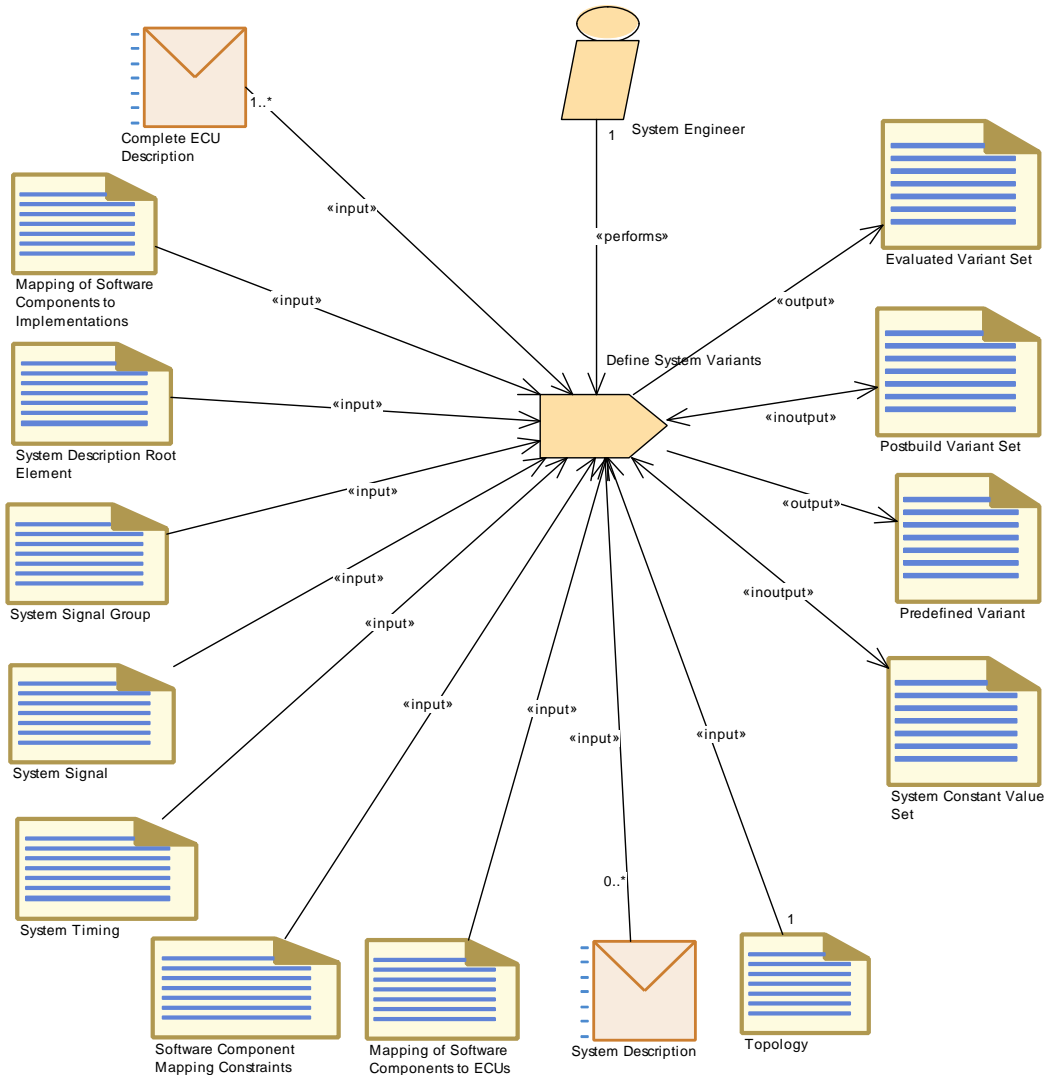 1..*
Complete ECU
Description
1
System Engineer
«input»
«performs»
Evaluated Variant Set
Mapping of Software
Components to
Implementations
«input»
«output»
Define System Variants
«input»
«inoutput»
System Description Root
Element
Postbuild Variant Set
«input»
«output»
System Signal Group
Predefined Variant
«input»
«inoutput»
«input»
System Signal
«input»
«input»
«input»
«input»
System Constant Value
Set
System Timing
0..*
1
Software Component
Mapping Constraints
Mapping of Software
Components to ECUs
System Description
Topology